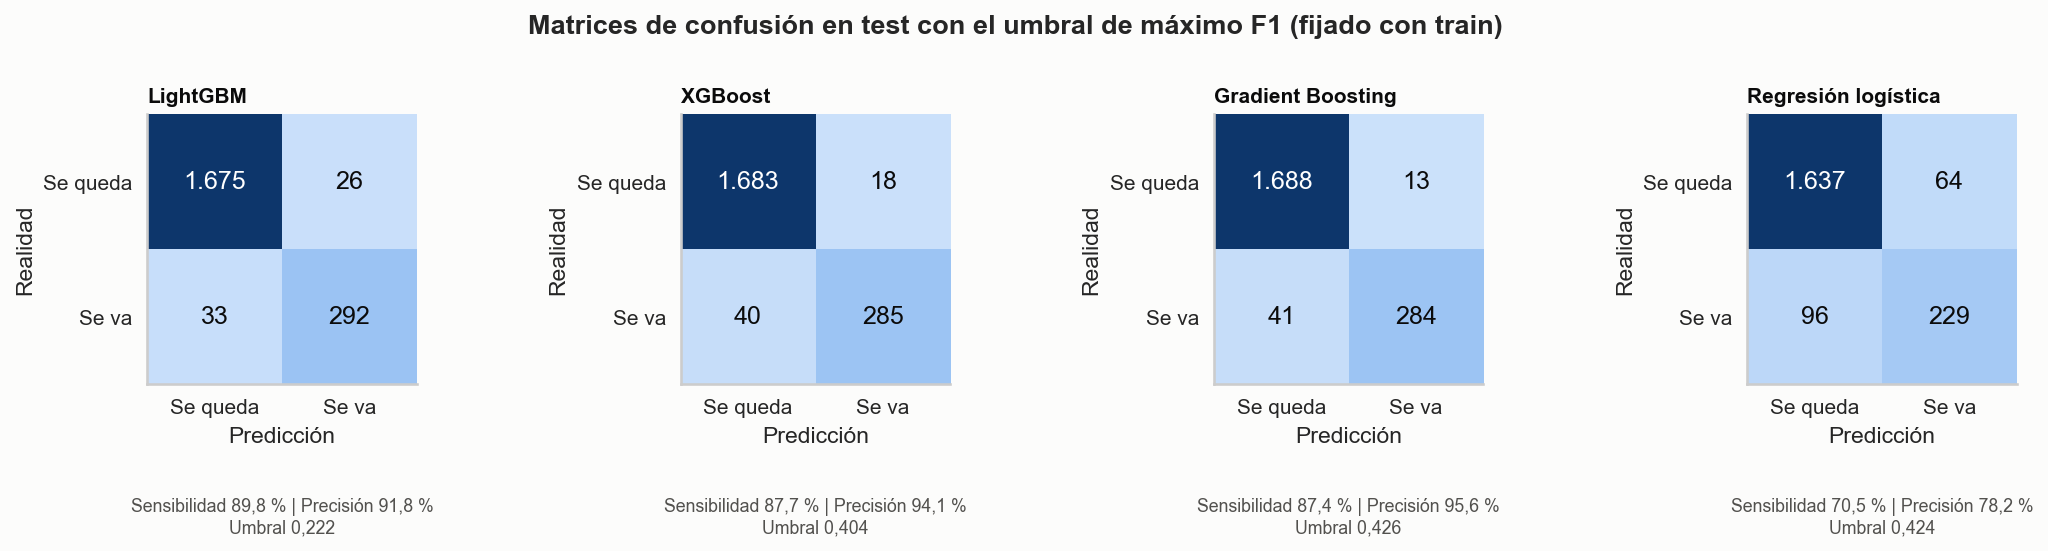 Matrices de confusión en test con el umbral de máximo F1 (fijado con train)
LightGBM
Realidad
Se queda
1.675
26
Se va
33
292
Se queda
Se va
Predicción
Sensibilidad 89,8 % | Precisión 91,8 %
Umbral 0,222
XGBoost
Realidad
Se queda
1.683
18
Se va
40
285
Se queda
Se va
Predicción
Sensibilidad 87,7 % | Precisión 94,1 %
Umbral 0,404
Gradient Boosting
Realidad
Se queda
1.688
13
Se va
41
284
Se queda
Se va
Predicción
Sensibilidad 87,4 % | Precisión 95,6 %
Umbral 0,426
Regresión logística
Realidad
Se queda
1.637
64
Se va
96
229
Se queda
Se va
Predicción
Sensibilidad 70,5 % | Precisión 78,2 %
Umbral 0,424